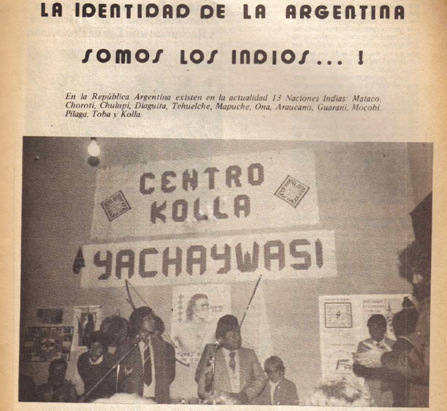 LA IDENTIDAD DE LA ARGENTINA
SOMOS LOS INDIOS... !
En la República Argentina existen en la actualidad 13 Naciones Indias: Mataco,
Choroti, Chulupi, Diaguita, Tehuelche, Mapuche, Ona, Araucano, Guarani, Mocobi,
Pilaga, Toba y Kolla
CENTRO
KOLLA
YACHAYWASI